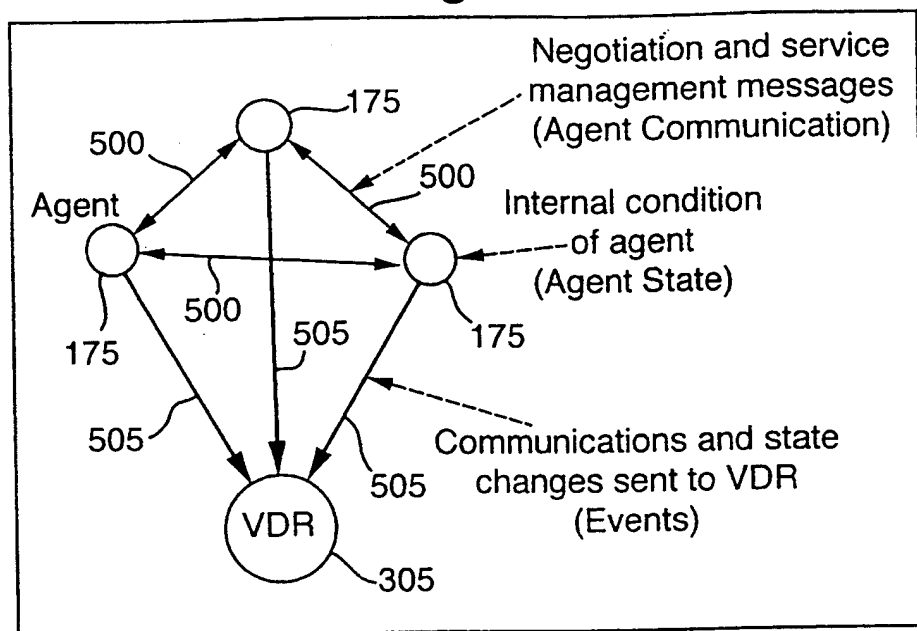 Negotiation and service
management messages
(Agent Communication)
175
500
500
Agent
Internal condition
of agent
(Agent State)
500
175
175
505
505
505
Communications and state
changes sent to VDR
(Events)
VDR
305